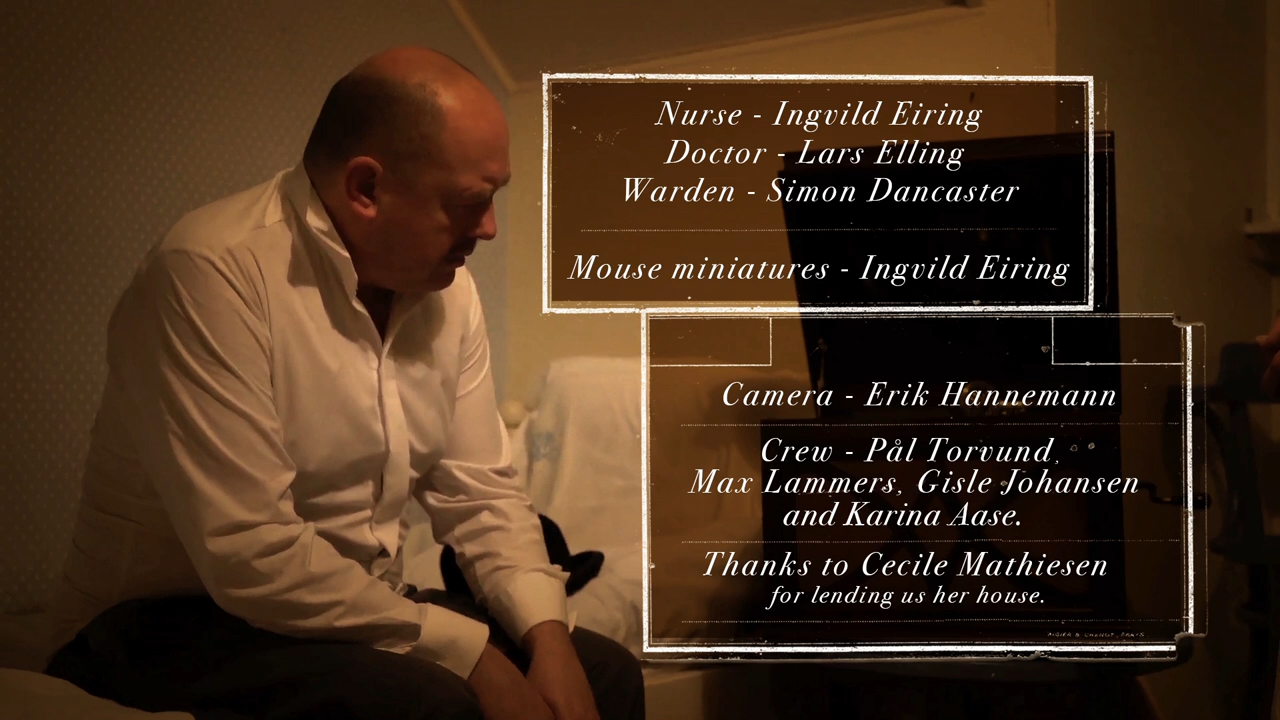 Nurse - Ingvild Eiring
Doctor - Lars Elling
Warden - Simon Dancaster
Mouse miniatures - Ingvild Eiring
Camera - Erik Hannemann
Crew - Pål Torvund,
Max Lammers, Gisle Johansen
and Karina Aase.
Thanks to Cecile Mathiesen
for lending us her house.